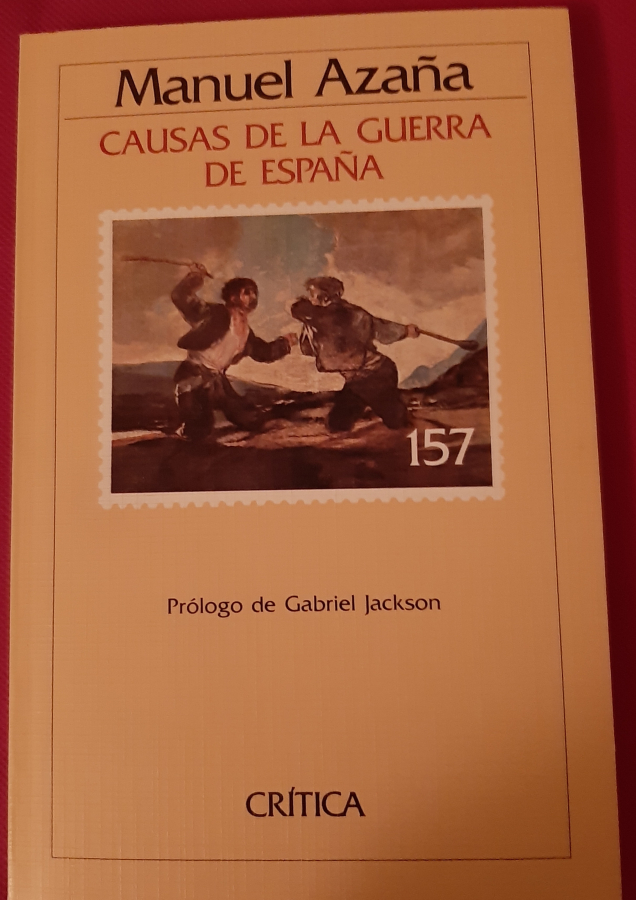 Manuel Azaña
CAUSAS DE LA GUERRA
DE ESPAÑA
157
Prólogo de Gabriel Jackson
CRÍTICA